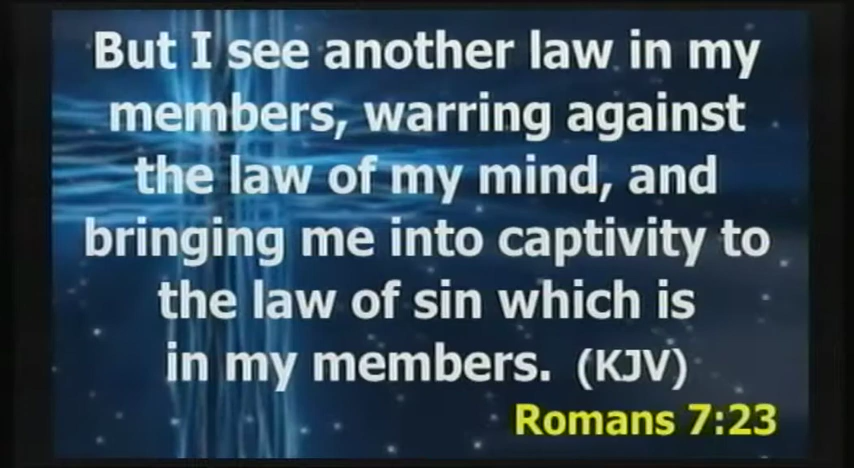 But I see another law in my
members, warring against
the law of my mind, and
bringing me into captivity to
the law of sin which is
in my members. (KJV)
Romans 7:23